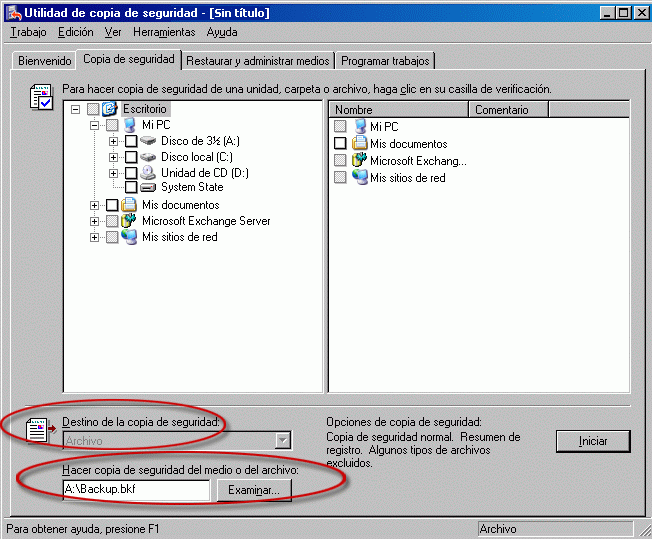 Utilidad de copia de seguridad - [Sin título]
Trabajo Edición Ver Herramientas Ayuda
Bienvenido Copia de seguridad Restaurar y administrar medios Programar trabajos
Para hacer copia de seguridad de una unidad, carpeta o archivo, haga clic en su casilla de verificación.
Escritorio
Mi PC
Disco de 3½ (A:)
Disco local (C:)
Unidad de CD (D:)
System State
Mis documentos
Microsoft Exchange Server
Mis sitios de red
Nombre Comentario
Mi PC
Mis documentos
Microsoft Exchang...
Mis sitios de red
Destino de la copia de seguridad:
Archivo
Hacer copia de seguridad del medio o del archivo:
A:\Backup.bkf Examinar...
Opciones de copia de seguridad:
Copia de seguridad normal. Resumen de
registro. Algunos tipos de archivos
excluidos.
Iniciar
Para obtener ayuda, presione F1 Archivo